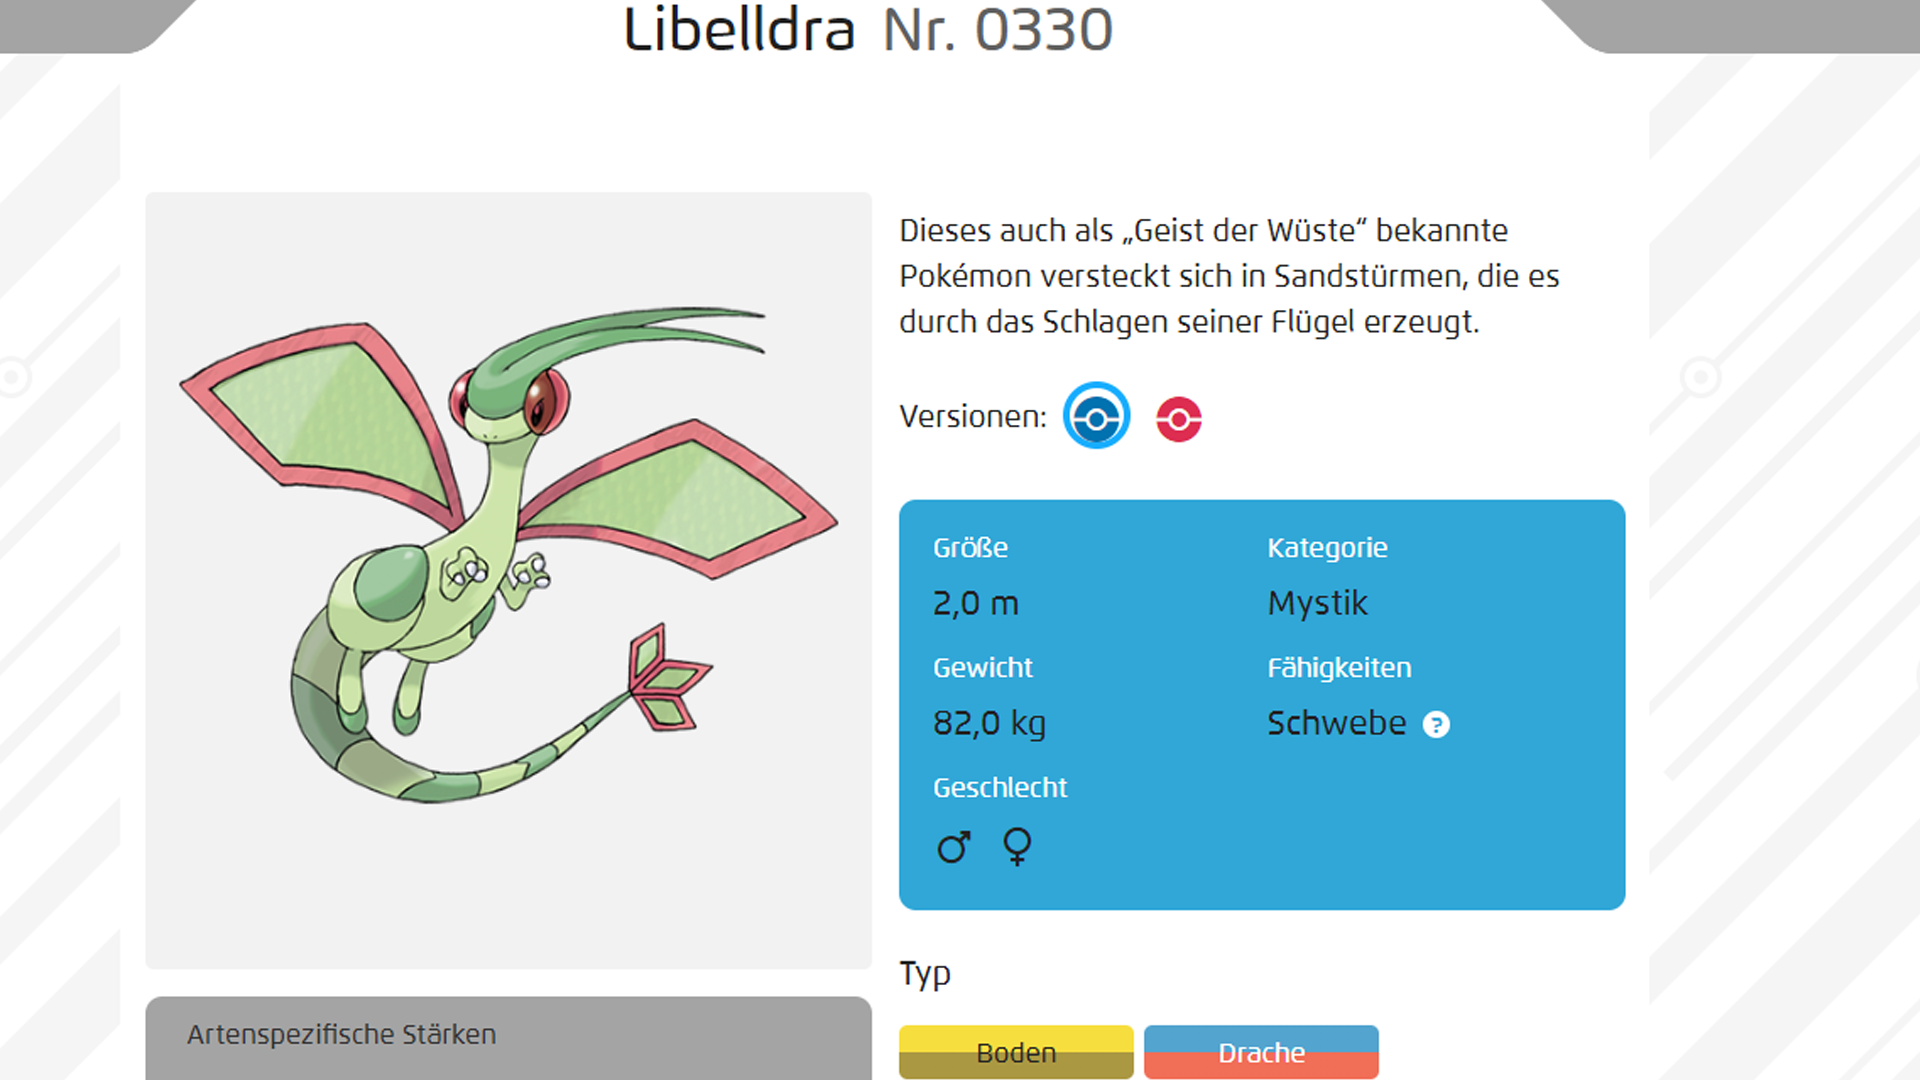 Libelldra Nr. 0330
Dieses auch als „Geist der Wüste“ bekannte
Pokémon versteckt sich in Sandstürmen, die es
durch das Schlagen seiner Flügel erzeugt.
Versionen:
Größe
2,0 m
Kategorie
Mystik
Gewicht
82,0 kg
Fähigkeiten
Schwebe ?
Geschlecht
♂ ♀
Typ
Boden Drache
Artenspezifische Stärken